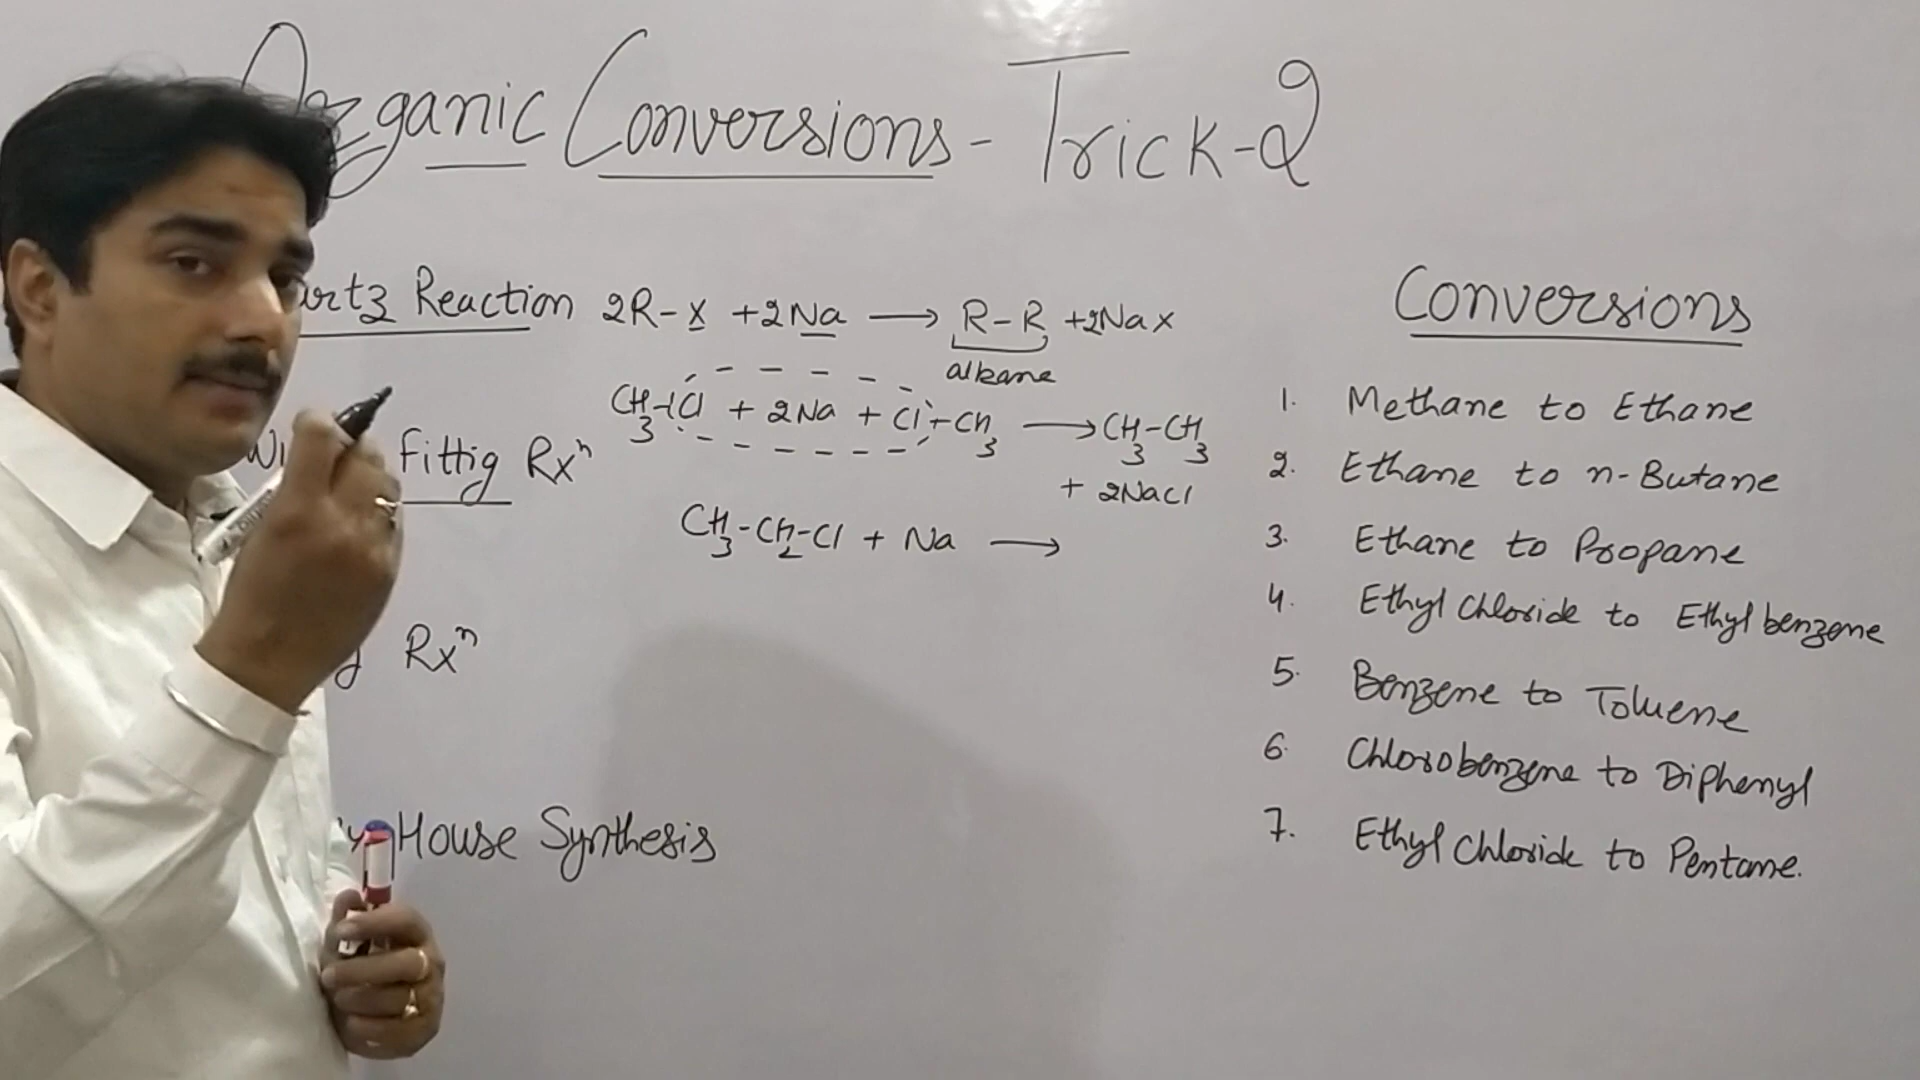 Organic Conversions - Trick-2
Reaction 2R-X + 2Na → R-R + 2Nax
alkane
CH3-Cl + 2Na + Cl-CH3 → CH3-CH3
+ 2NaCl
Fittig Rxn
CH3-CH2-Cl + Na →
Rxn
House Synthesis
Conversions
1. Methane to Ethane
2. Ethane to n-Butane
3. Ethane to Propane
4. Ethyl Chloride to Ethyl benzene
5. Benzene to Toluene
6. Chlorobenzene to Diphenyl
7. Ethyl Chloride to Pentane.